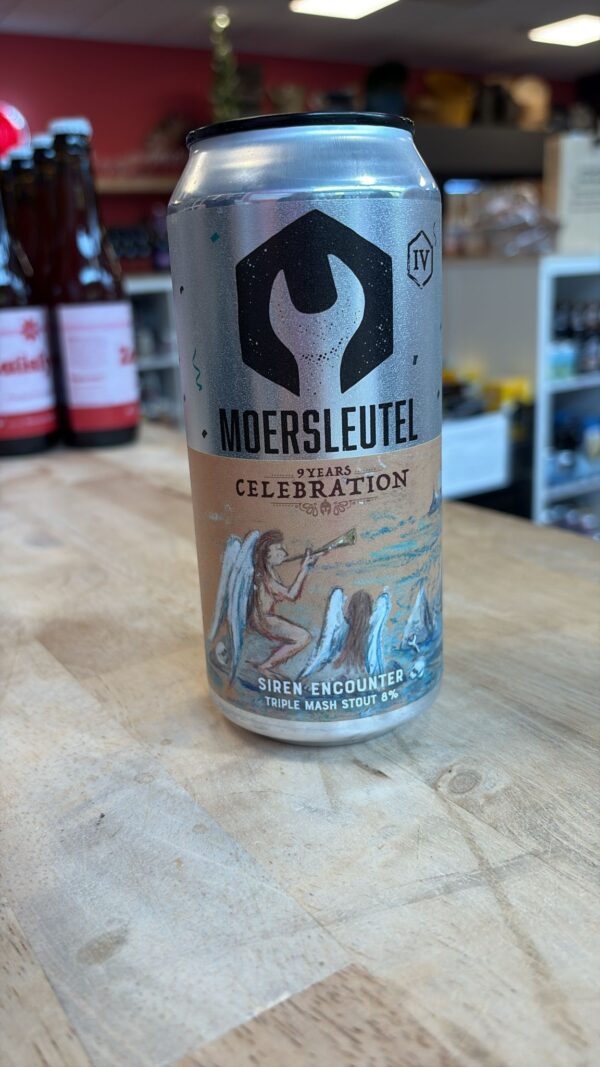 IV
MOERSLEUTEL
9 YEARS
CELEBRATION
SIREN ENCOUNTER
TRIPLE MASH STOUT 8%